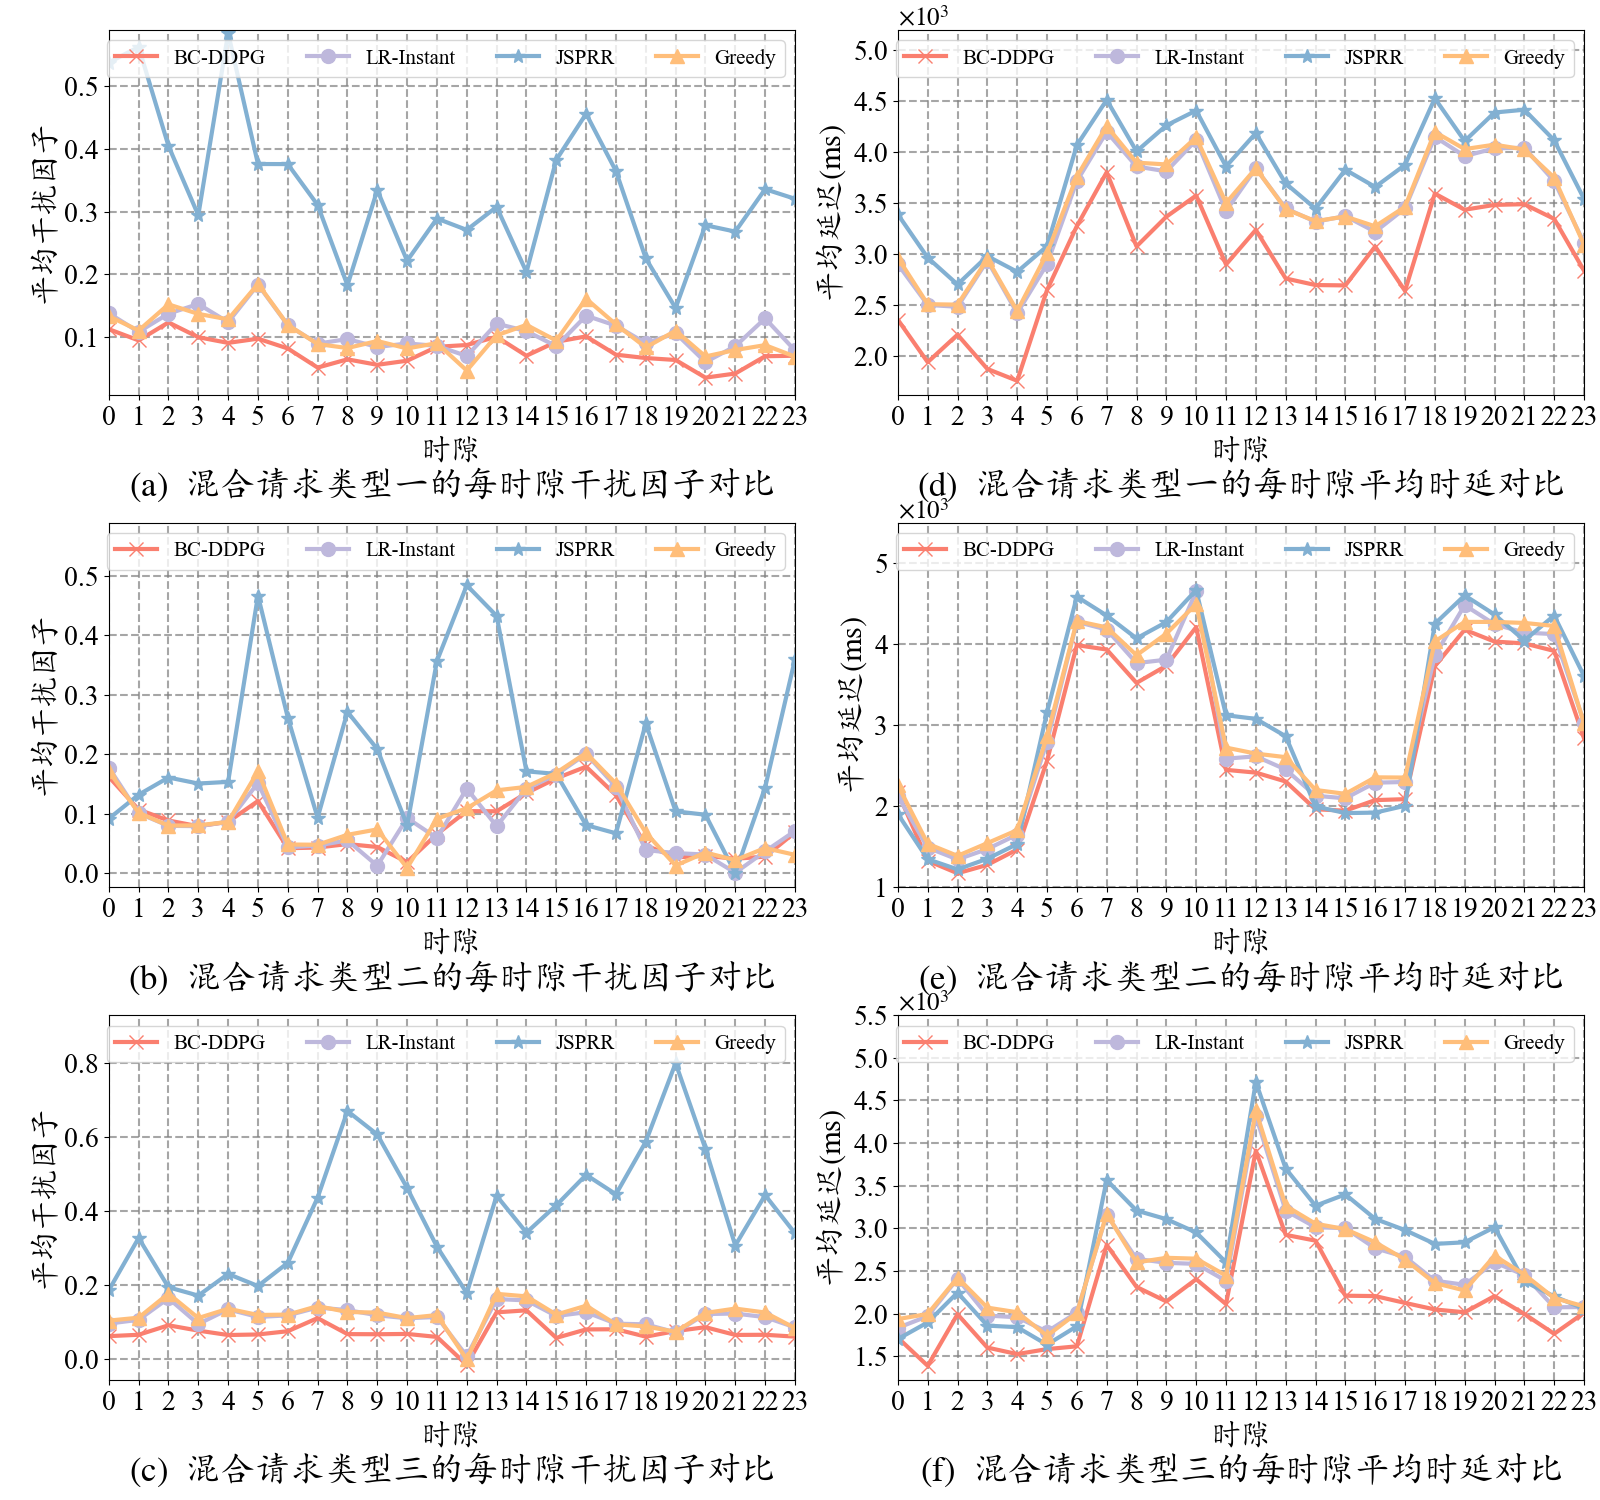 BC-DDPG LR-Instant JSPRR Greedy
0.5
0.4
0.3
0.2
0.1
平均干扰因子
0 1 2 3 4 5 6 7 8 9 10 11 12 13 14 15 16 17 18 19 20 21 22 23
时隙
(a) 混合请求类型一的每时隙干扰因子对比
×10³
BC-DDPG LR-Instant JSPRR Greedy
5.0
4.5
4.0
3.5
3.0
2.5
2.0
平均延迟(ms)
0 1 2 3 4 5 6 7 8 9 10 11 12 13 14 15 16 17 18 19 20 21 22 23
时隙
(d) 混合请求类型一的每时隙平均时延对比
BC-DDPG LR-Instant JSPRR Greedy
0.5
0.4
0.3
0.2
0.1
0.0
平均干扰因子
0 1 2 3 4 5 6 7 8 9 10 11 12 13 14 15 16 17 18 19 20 21 22 23
时隙
(b) 混合请求类型二的每时隙干扰因子对比
×10³
BC-DDPG LR-Instant JSPRR Greedy
5
4
3
2
1
平均延迟(ms)
0 1 2 3 4 5 6 7 8 9 10 11 12 13 14 15 16 17 18 19 20 21 22 23
时隙
(e) 混合请求类型二的每时隙平均时延对比
BC-DDPG LR-Instant JSPRR Greedy
0.8
0.6
0.4
0.2
0.0
平均干扰因子
0 1 2 3 4 5 6 7 8 9 10 11 12 13 14 15 16 17 18 19 20 21 22 23
时隙
(c) 混合请求类型三的每时隙干扰因子对比
×10³
5.5
BC-DDPG LR-Instant JSPRR Greedy
5.0
4.5
4.0
3.5
3.0
2.5
2.0
1.5
平均延迟(ms)
0 1 2 3 4 5 6 7 8 9 10 11 12 13 14 15 16 17 18 19 20 21 22 23
时隙
(f) 混合请求类型三的每时隙平均时延对比